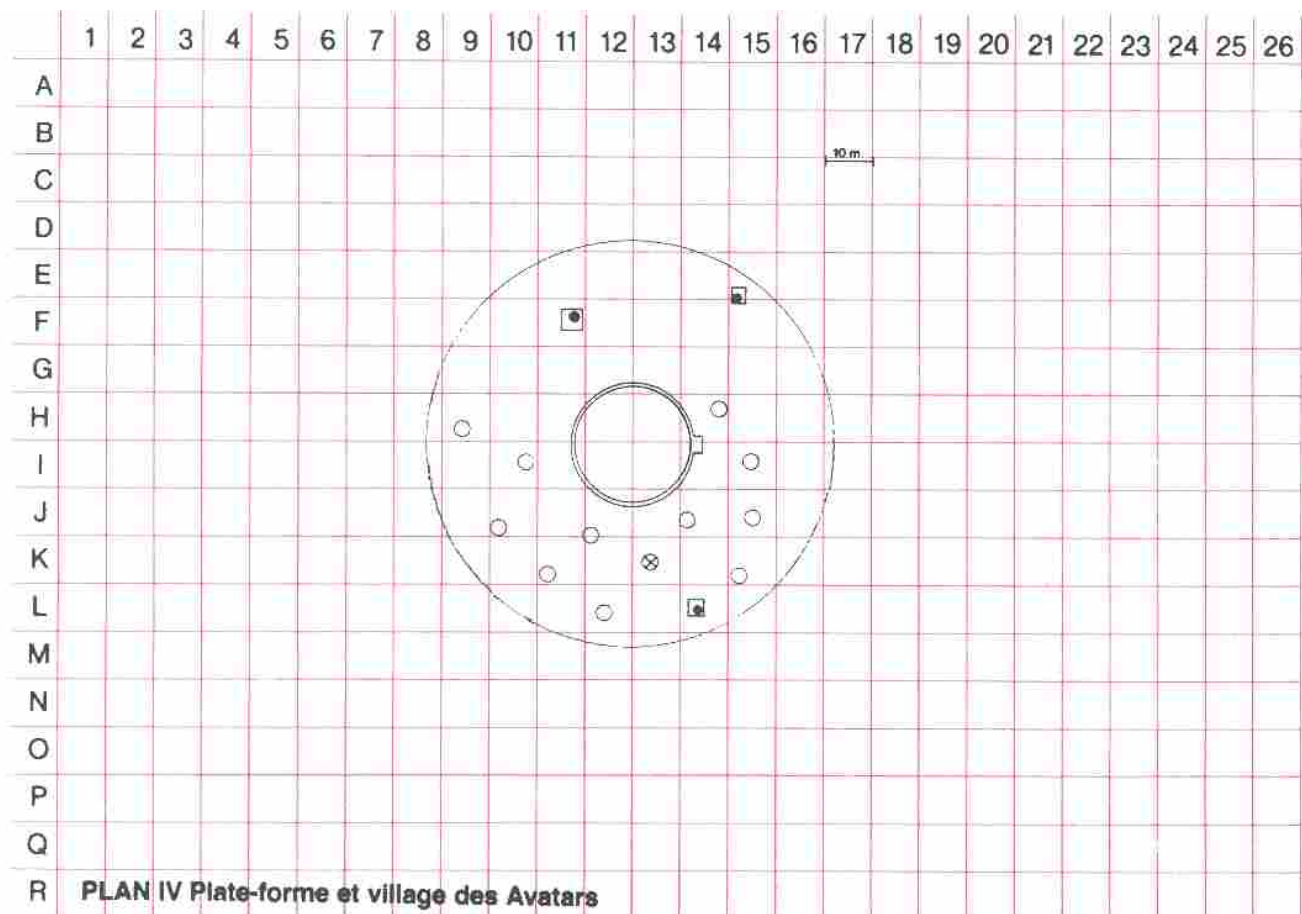 1 2 3 4 5 6 7 8 9 10 11 12 13 14 15 16 17 18 19 20 21 22 23 24 25 26
A
B
10 m.
C
D
E
F
G
H
I
J
K
L
M
N
O
P
Q
R PLAN IV Plate-forme et village des Avatars